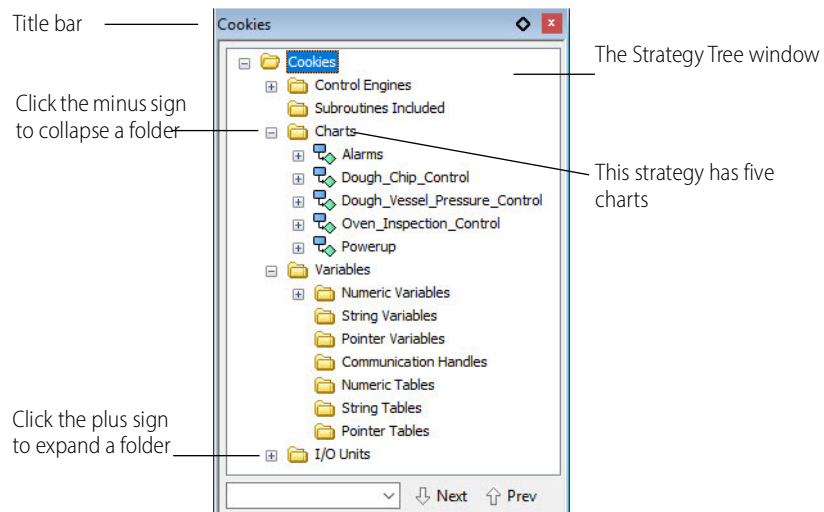 Title bar
Cookies
The Strategy Tree window
Cookies
Control Engines
Subroutines Included
Click the minus sign
to collapse a folder
Charts
Alarms
Dough_Chip_Control
Dough_Vessel_Pressure_Control
Oven_Inspection_Control
Powerup
This strategy has five
charts
Variables
Numeric Variables
String Variables
Pointer Variables
Communication Handles
Numeric Tables
String Tables
Pointer Tables
Click the plus sign
to expand a folder
I/O Units
Next Prev